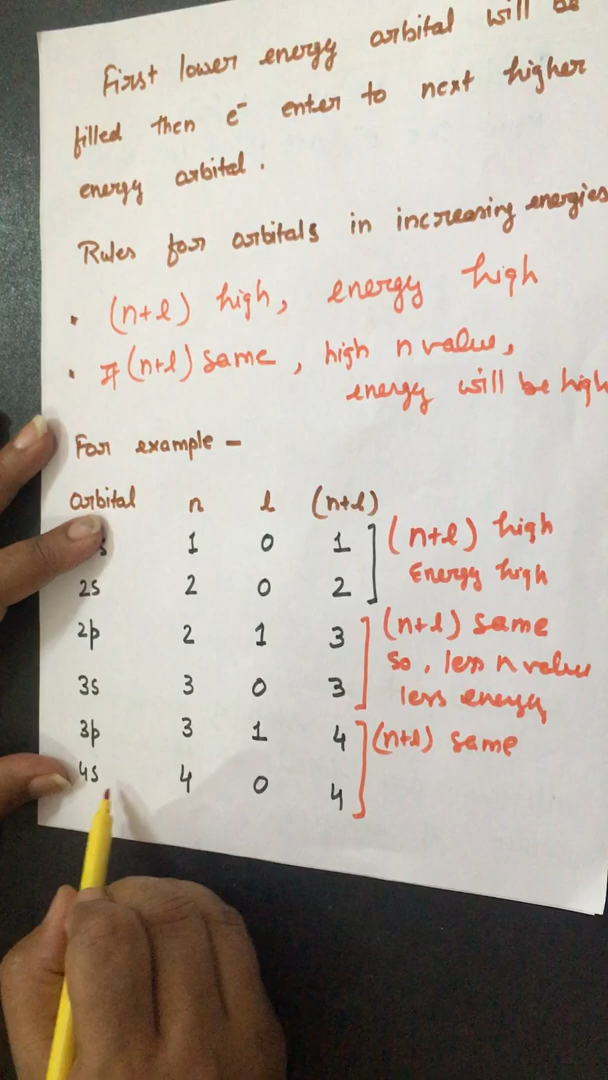 First lower energy orbital will be
filled then e⁻ enter to next higher
energy orbital.
Rules for orbitals in increasing energies
• (n+l) high, energy high
• If (n+l) same, high n value,
energy will be high
For example -
orbital n l (n+l)
s 1 0 1 (n+l) high
2s 2 0 2 Energy high
2p 2 1 3 (n+l) same
So, less n value
3s 3 0 3 less energy
3p 3 1 4 (n+l) same
4s 4 0 4